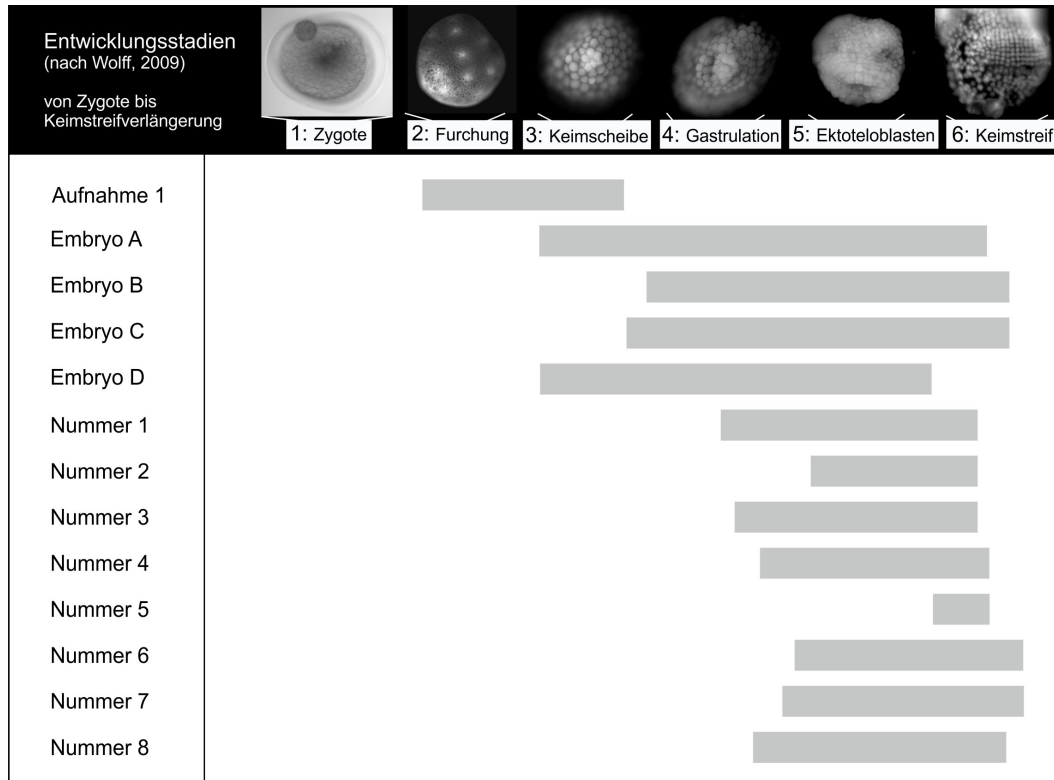 Entwicklungsstadien
(nach Wolff, 2009)
von Zygote bis
Keimstreifverlängerung
1: Zygote
2: Furchung
3: Keimscheibe
4: Gastrulation
5: Ektoteloblasten
6: Keimstreif
Aufnahme 1
Embryo A
Embryo B
Embryo C
Embryo D
Nummer 1
Nummer 2
Nummer 3
Nummer 4
Nummer 5
Nummer 6
Nummer 7
Nummer 8